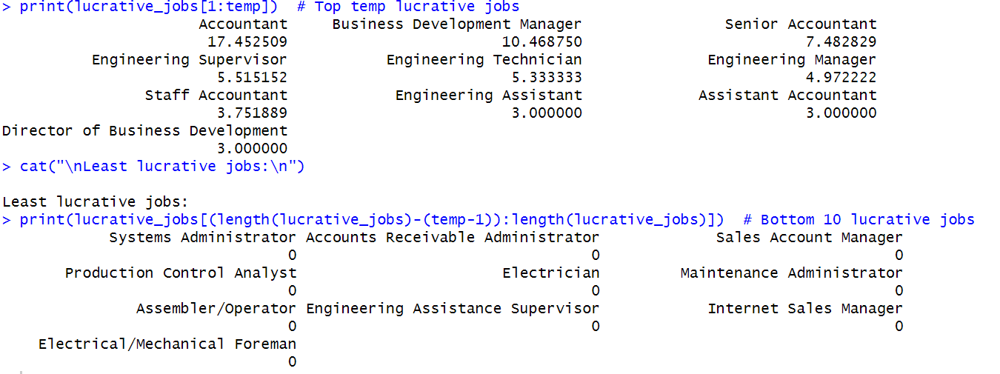 > print(lucrative_jobs[1:temp])  # Top temp lucrative jobs
Accountant Business Development Manager Senior Accountant
17.452509 10.468750 7.482829
Engineering Supervisor Engineering Technician Engineering Manager
5.515152 5.333333 4.972222
Staff Accountant Engineering Assistant Assistant Accountant
3.751889 3.000000 3.000000
Director of Business Development
3.000000
> cat("\nLeast lucrative jobs:\n")
Least lucrative jobs:
> print(lucrative_jobs[(length(lucrative_jobs)-(temp-1)):length(lucrative_jobs)])  # Bottom 10 lucrative jobs
Systems Administrator Accounts Receivable Administrator Sales Account Manager
0 0 0
Production Control Analyst Electrician Maintenance Administrator
0 0 0
Assembler/Operator Engineering Assistance Supervisor Internet Sales Manager
0 0 0
Electrical/Mechanical Foreman
0